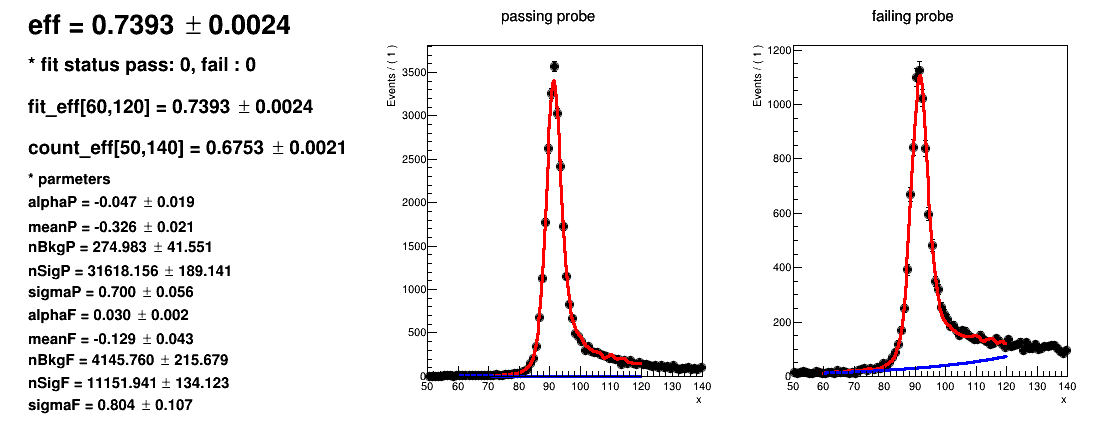 eff = 0.7393 ± 0.0024
* fit status pass: 0, fail : 0
fit_eff[60,120] = 0.7393 ± 0.0024
count_eff[50,140] = 0.6753 ± 0.0021
* parmeters
alphaP = -0.047 ± 0.019
meanP = -0.326 ± 0.021
nBkgP = 274.983 ± 41.551
nSigP = 31618.156 ± 189.141
sigmaP = 0.700 ± 0.056
alphaF = 0.030 ± 0.002
meanF = -0.129 ± 0.043
nBkgF = 4145.760 ± 215.679
nSigF = 11151.941 ± 134.123
sigmaF = 0.804 ± 0.107
passing probe
Events / ( 1 )
3500
3000
2500
2000
1500
1000
500
0
50 60 70 80 90 100 110 120 130 140
x
failing probe
Events / ( 1 )
1200
1000
800
600
400
200
0
50 60 70 80 90 100 110 120 130 140
x